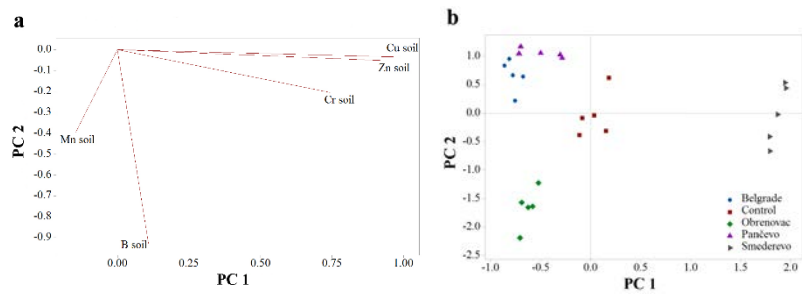 a
0.0
-0.1
-0.2
-0.3
-0.4
-0.5
-0.6
-0.7
-0.8
-0.9
PC 2
Cu soil
Zn soil
Cr soil
Mn soil
B soil
0.00
0.25
0.50
0.75
1.00
PC 1
b
1.0
0.5
0.0
-0.5
-1.0
-1.5
-2.0
-2.5
PC 2
Belgrade
Control
Obrenovac
Pančevo
Smederevo
-1.0
-0.5
0.0
0.5
1.0
1.5
2.0
PC 1